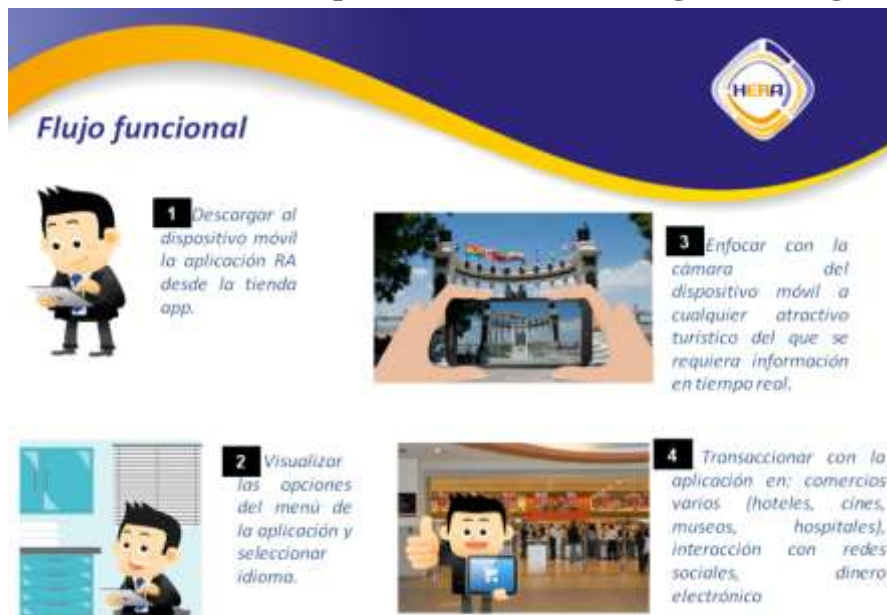 HERA
Flujo funcional
1 Descargar al
dispositivo móvil
la aplicación RA
desde la tienda
app.
2 Visualizar
las opciones
del menú de
la aplicación y
seleccionar
idioma.
3 Enfocar con la
cámara del
dispositivo móvil a
cualquier atractivo
turístico del que se
requiera información
en tiempo real.
4 Transaccionar con la
aplicación en: comercios
varios (hoteles, cines,
museos, hospitales),
interacción con redes
sociales, dinero
electrónico